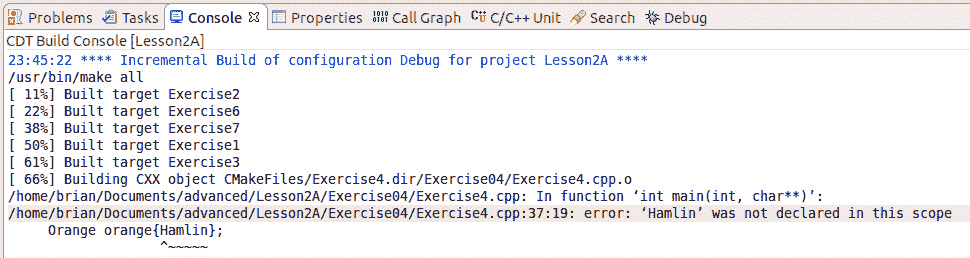 Problems Tasks Console Properties Call Graph C/C++ Unit Search Debug
CDT Build Console [Lesson2A]
23:45:22 **** Incremental Build of configuration Debug for project Lesson2A ****
/usr/bin/make all
[ 11%] Built target Exercise2
[ 22%] Built target Exercise6
[ 38%] Built target Exercise7
[ 50%] Built target Exercise1
[ 61%] Built target Exercise3
[ 66%] Building CXX object CMakeFiles/Exercise4.dir/Exercise04/Exercise4.cpp.o
/home/brian/Documents/advanced/Lesson2A/Exercise04/Exercise4.cpp: In function ‘int main(int, char**)’:
/home/brian/Documents/advanced/Lesson2A/Exercise04/Exercise4.cpp:37:19: error: ‘Hamlin’ was not declared in this scope
Orange orange{Hamlin};
^~~~~~